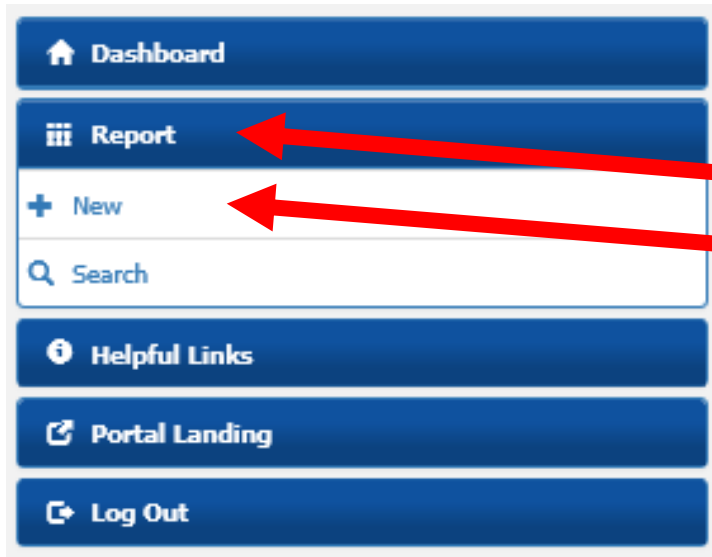 Dashboard
Report
New
Search
Helpful Links
Portal Landing
Log Out